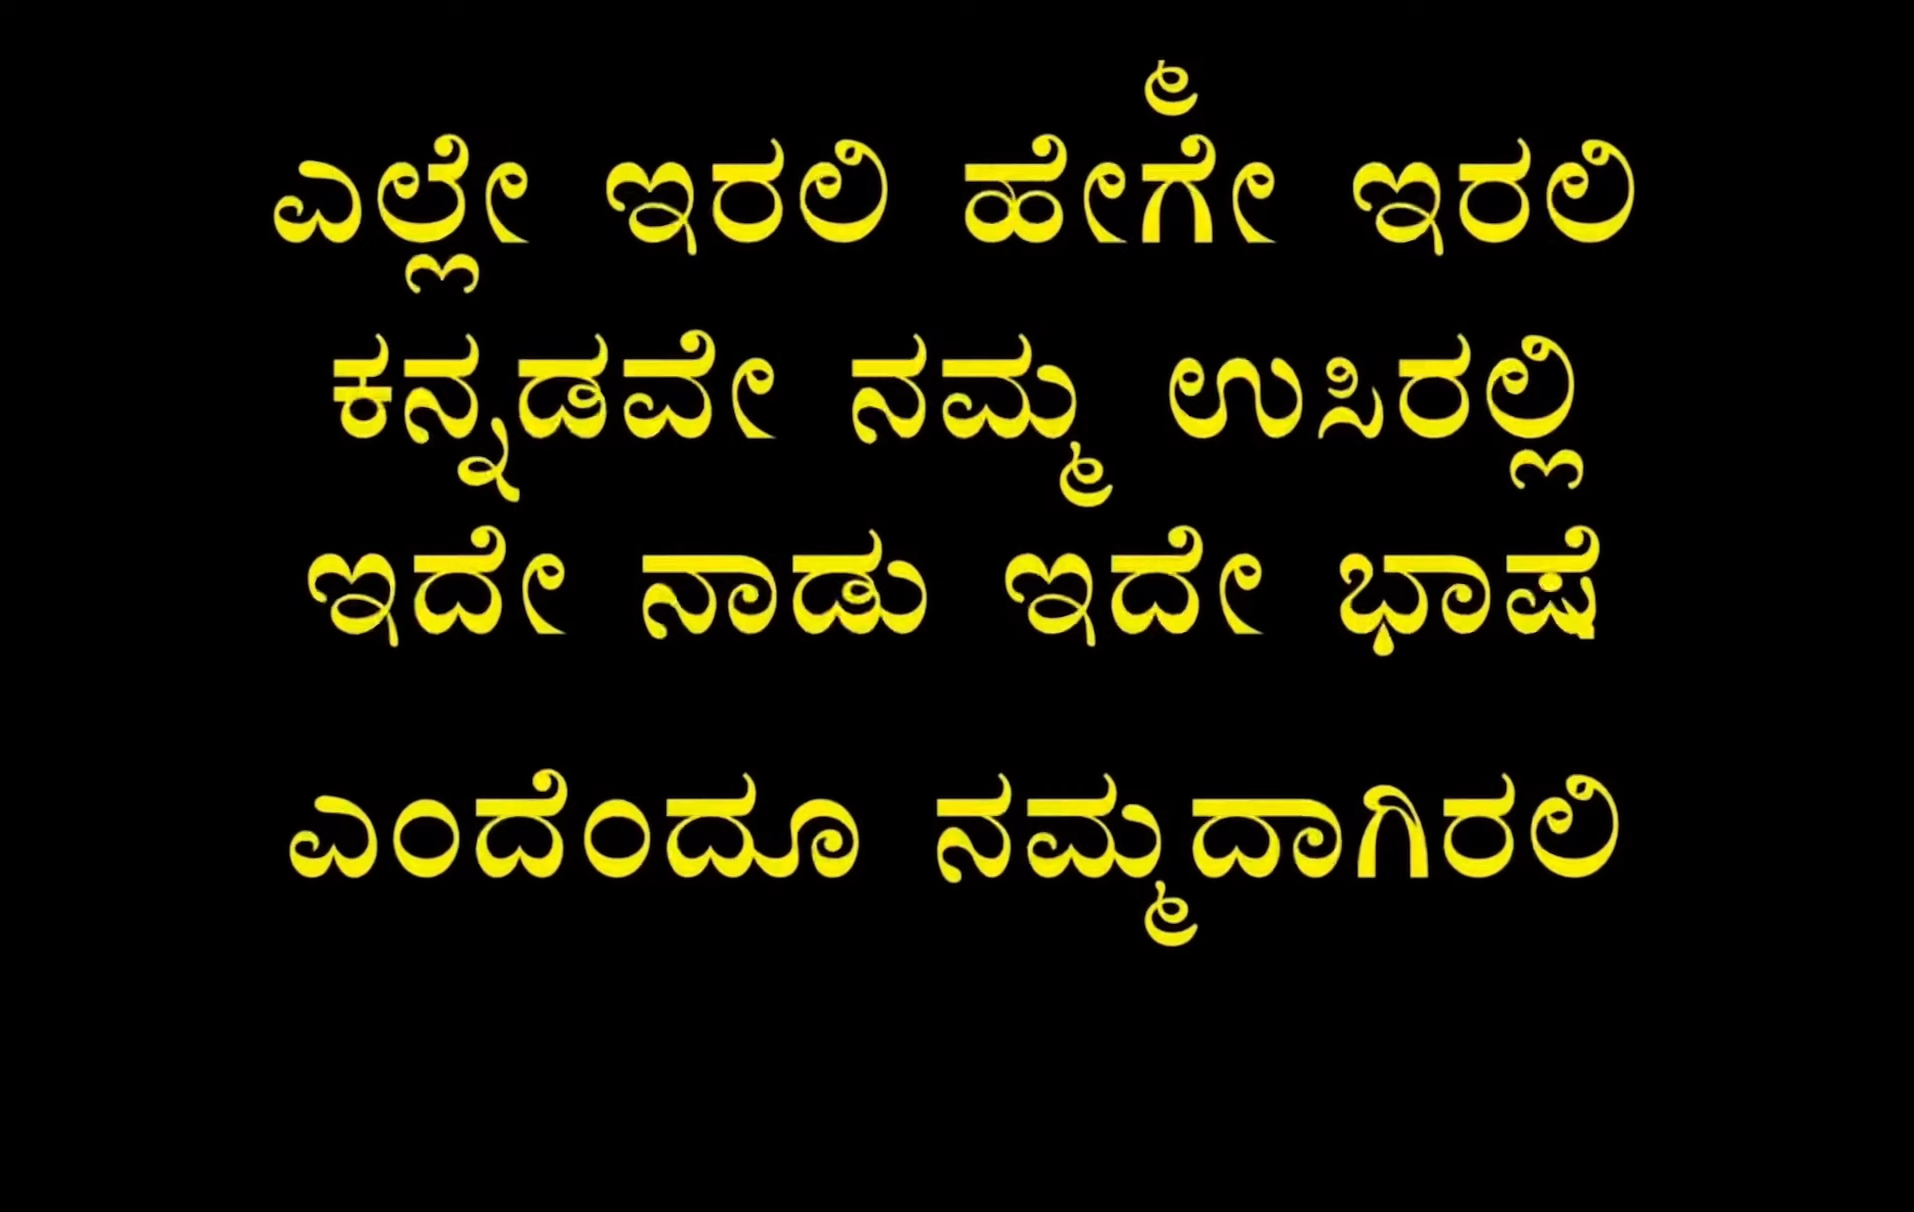 ಎಲ್ಲೇ ಇರಲಿ ಹೇಗೇ ಇರಲಿ
ಕನ್ನಡವೇ ನಮ್ಮ ಉಸಿರಲ್ಲಿ
ಇದೇ ನಾಡು ಇದೇ ಭಾಷೆ
ಎಂದೆಂದೂ ನಮ್ಮದಾಗಿರಲಿ